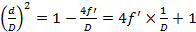 (d/D)² = 1 − 4f′/D = 4f′ × 1/D + 1